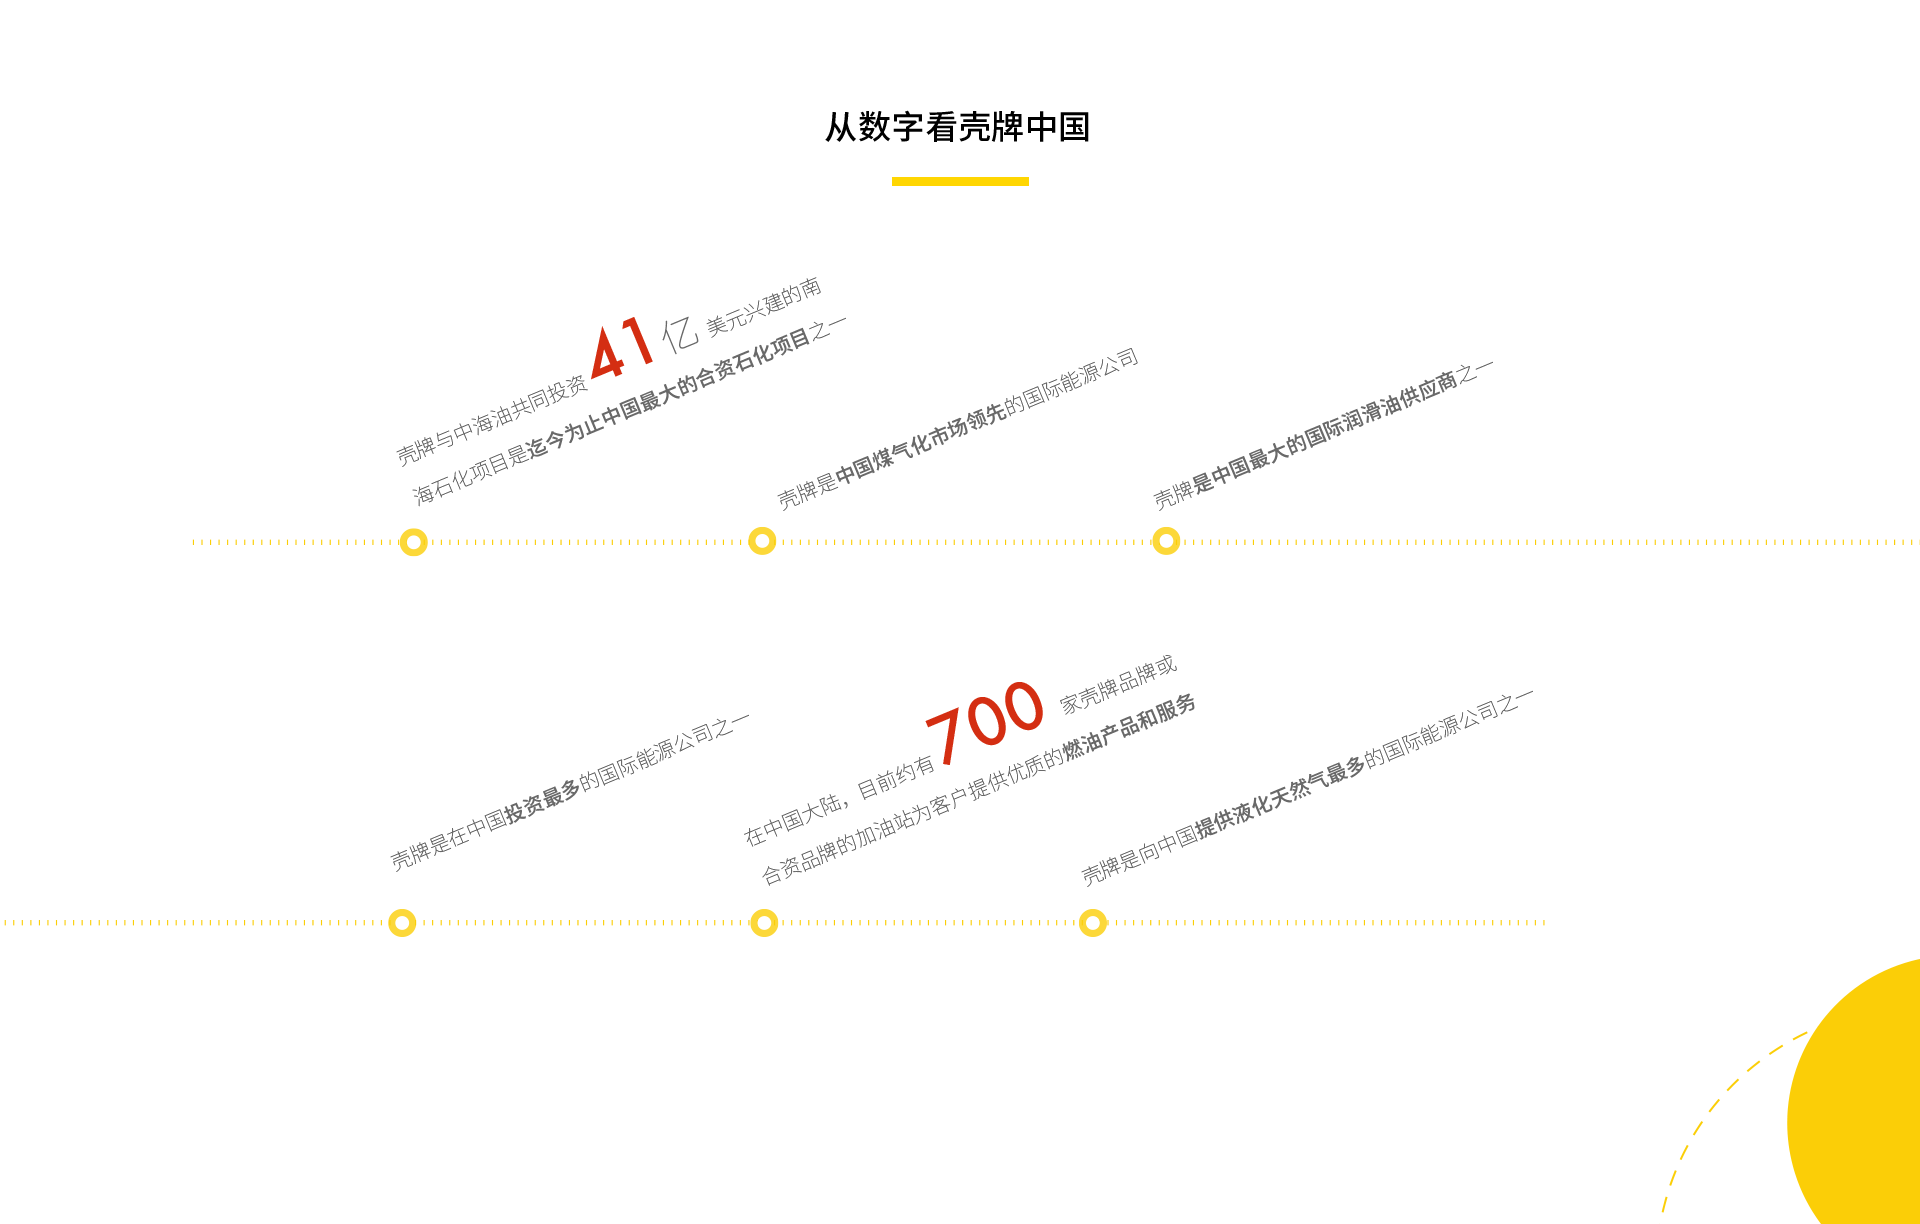 从数字看壳牌中国
壳牌与中海油共同投资41亿 美元兴建的南
海石化项目是迄今为止中国最大的合资石化项目之一
壳牌是中国煤气化市场领先的国际能源公司
壳牌是中国最大的国际润滑油供应商之一
壳牌是在中国投资最多的国际能源公司之一
在中国大陆，目前约有700 家壳牌品牌或
合资品牌的加油站为客户提供优质的燃油产品和服务
壳牌是向中国提供液化天然气最多的国际能源公司之一